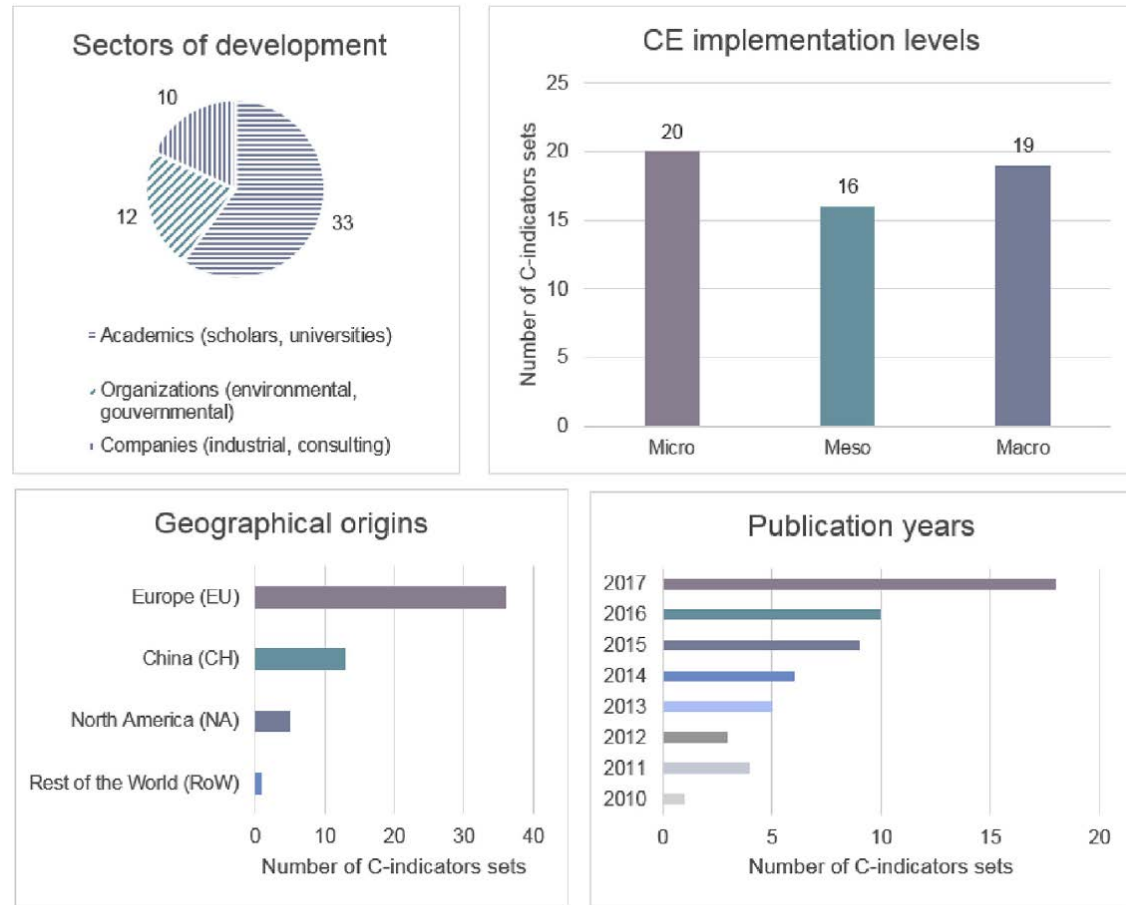 Sectors of development
10
12
33
Academics (scholars, universities)
Organizations (environmental,
gouvernmental)
Companies (industrial, consulting)
CE implementation levels
Number of C-indicators sets
25
20
15
10
5
0
20
16
19
Micro
Meso
Macro
Geographical origins
Europe (EU)
China (CH)
North America (NA)
Rest of the World (RoW)
0 10 20 30 40
Number of C-indicators sets
Publication years
2017
2016
2015
2014
2013
2012
2011
2010
0 5 10 15 20
Number of C-indicators sets